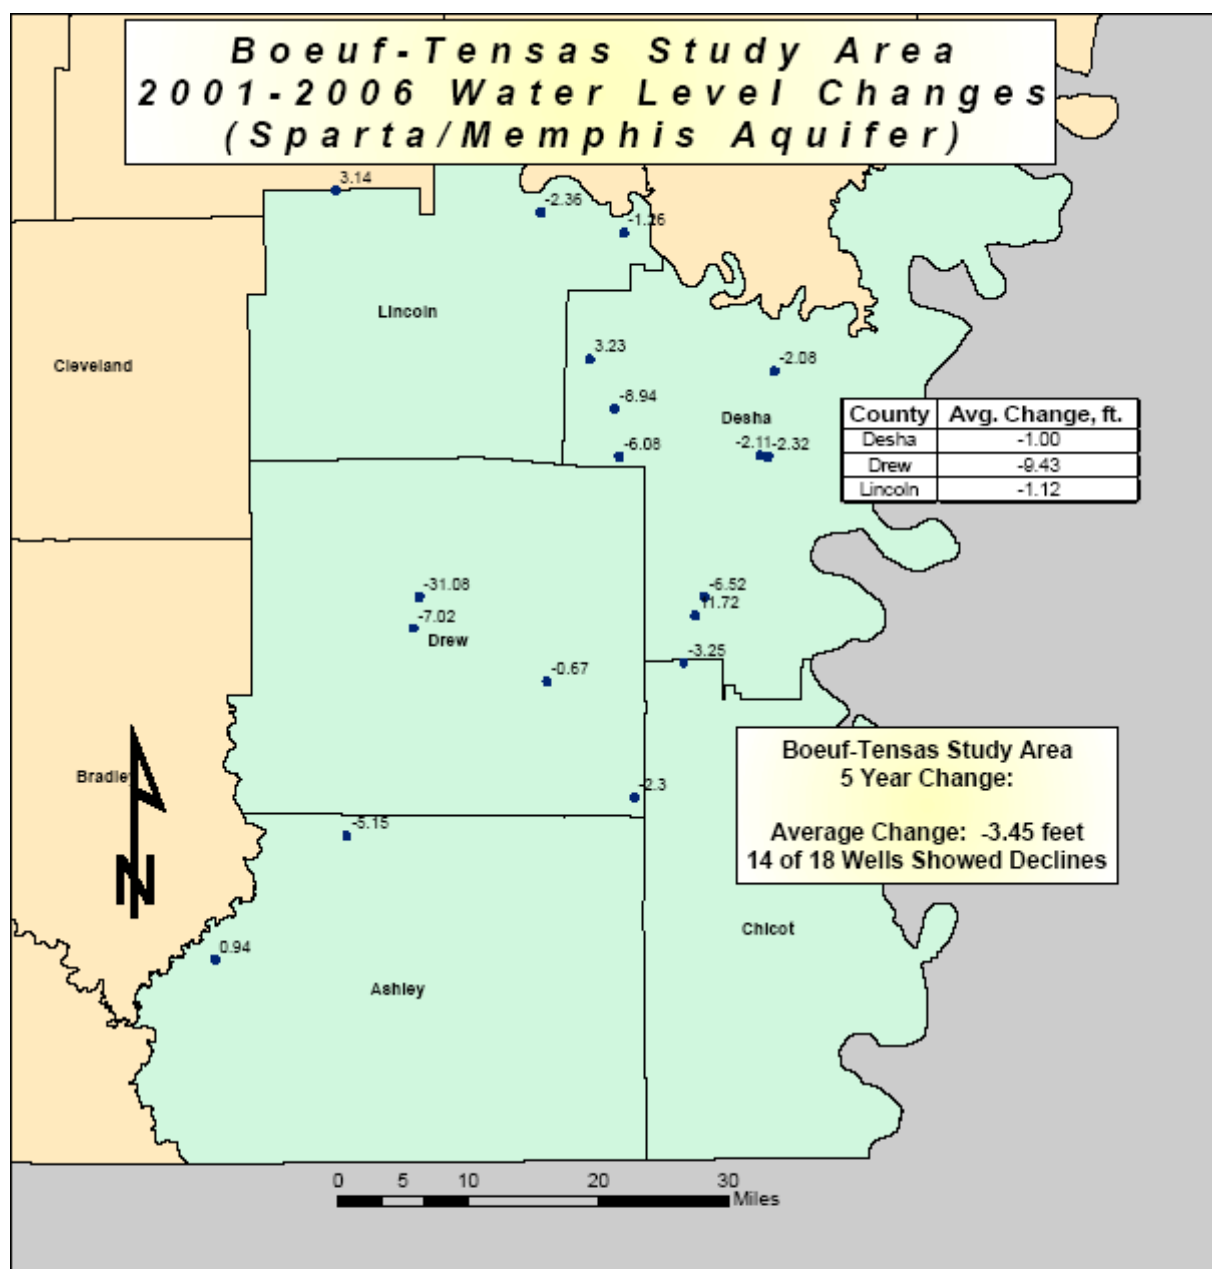 Boeuf-Tensas Study Area
2001-2006 Water Level Changes
(Sparta/Memphis Aquifer)
3.14
-2.36
-1.26
Lincoln
Cleveland
3.23
-2.08
-8.94
Desha
-6.08
-2.11
-2.32
County Avg. Change, ft.
Desha -1.00
Drew -9.43
Lincoln -1.12
-31.08
-7.02
Drew
-6.52
11.72
-3.25
-0.67
Bradley
-2.3
-5.15
Boeuf-Tensas Study Area
5 Year Change:
Average Change: -3.45 feet
14 of 18 Wells Showed Declines
N
0.94
Chicot
Ashley
0 5 10 20 30
Miles